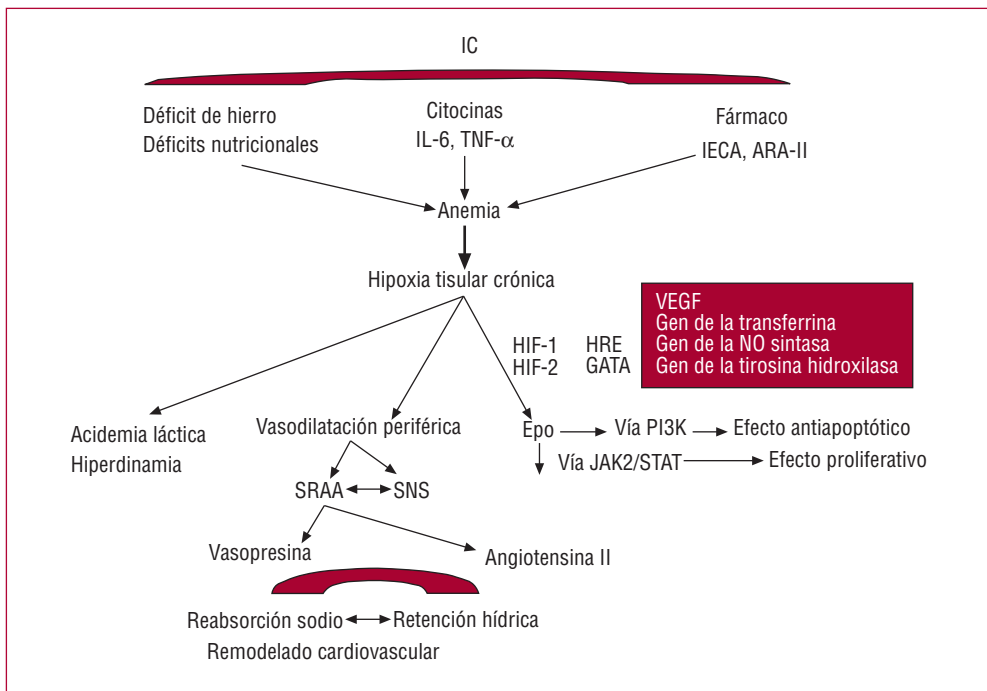 IC
Déficit de hierro
Déficits nutricionales
Citocinas
IL-6, TNF-α
Fármaco
IECA, ARA-II
Anemia
Hipoxia tisular crónica
VEGF
Gen de la transferrina
Gen de la NO sintasa
Gen de la tirosina hidroxilasa
HIF-1 HRE
HIF-2 GATA
Acidemia láctica
Hiperdinamia
Vasodilatación periférica
Epo Vía PI3K Efecto antiapoptótico
Vía JAK2/STAT Efecto proliferativo
SRAA SNS
Vasopresina
Angiotensina II
Reabsorción sodio Retención hídrica
Remodelado cardiovascular